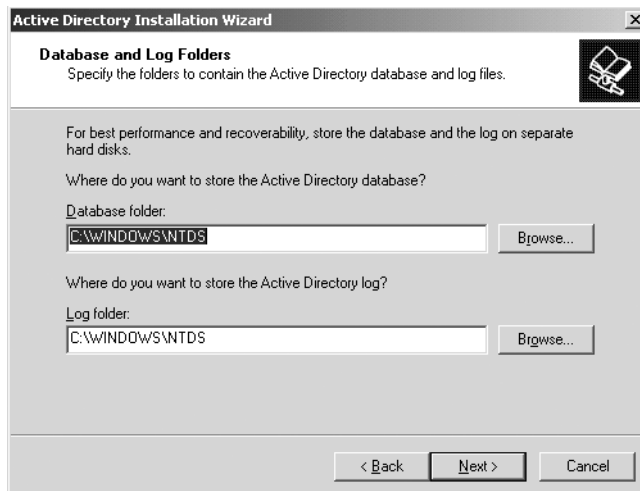 Active Directory Installation Wizard
Database and Log Folders
Specify the folders to contain the Active Directory database and log files.
For best performance and recoverability, store the database and the log on separate
hard disks.
Where do you want to store the Active Directory database?
Database folder:
C:\WINDOWS\NTDS
Browse...
Where do you want to store the Active Directory log?
Log folder:
C:\WINDOWS\NTDS
Browse...
< Back
Next >
Cancel